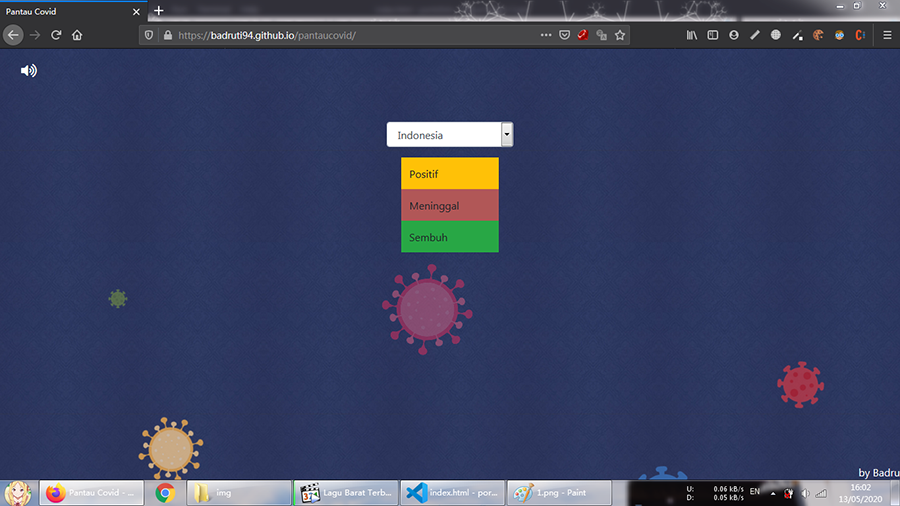 Pantau Covid
https://badruti94.github.io/pantaucovid/
Indonesia
Positif
Meninggal
Sembuh
by Badru
Pantau Covid - ...
img
Lagu Barat Terb...
index.html - por...
1.png - Paint
U: 0.06 kB/s
D: 0.05 kB/s
EN
16:02
13/05/2020